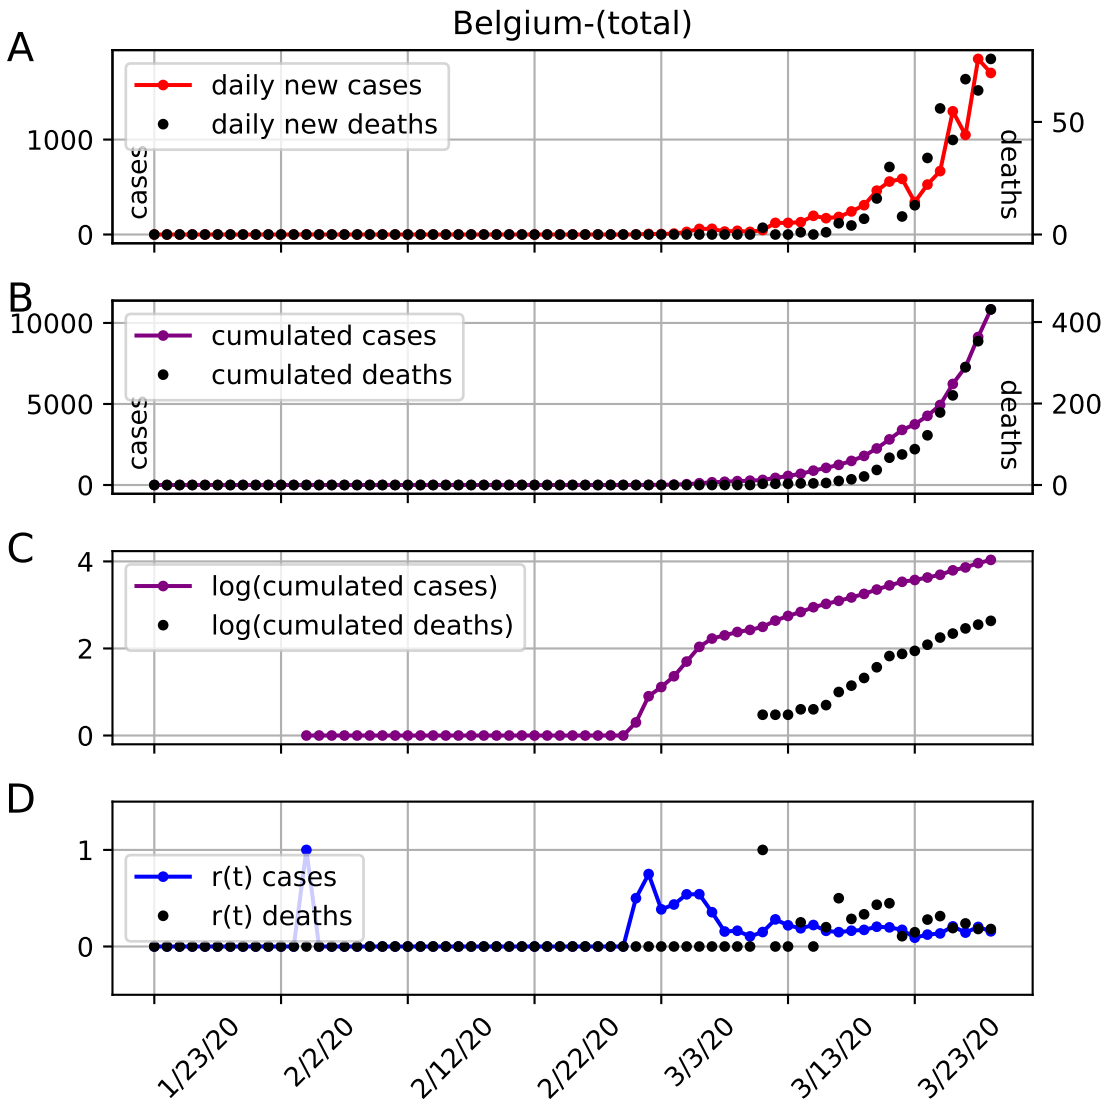 Belgium-(total)
A
daily new cases
daily new deaths
1000
0
cases
50
0
deaths
B
cumulated cases
cumulated deaths
10000
5000
0
cases
400
200
0
deaths
C
log(cumulated cases)
log(cumulated deaths)
4
2
0
D
r(t) cases
r(t) deaths
1
0
1/23/20
2/2/20
2/12/20
2/22/20
3/3/20
3/13/20
3/23/20